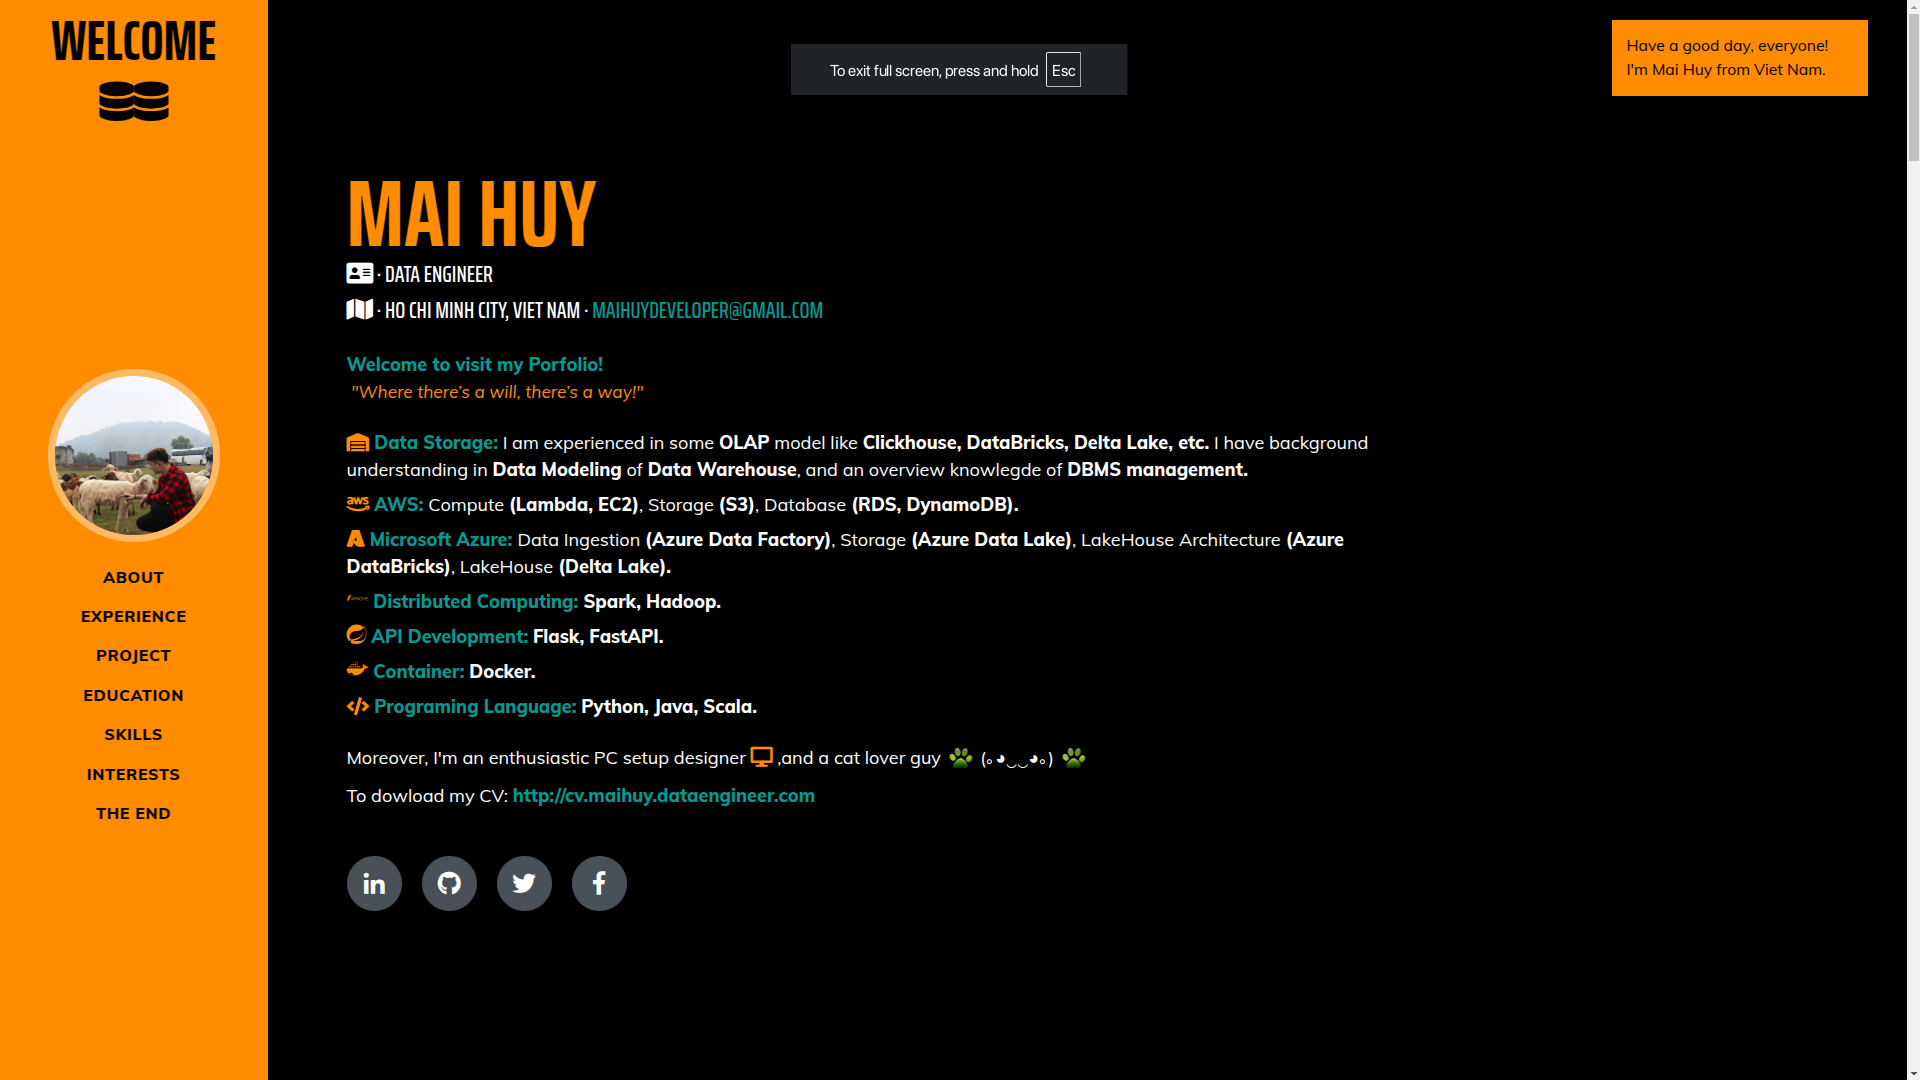 WELCOME
Have a good day, everyone!
I'm Mai Huy from Viet Nam.
To exit full screen, press and hold Esc
MAI HUY
· DATA ENGINEER
· HO CHI MINH CITY, VIET NAM · MAIHUYDEVELOPER@GMAIL.COM
Welcome to visit my Porfolio!
"Where there’s a will, there’s a way!"
Data Storage: I am experienced in some OLAP model like Clickhouse, DataBricks, Delta Lake, etc. I have background
understanding in Data Modeling of Data Warehouse, and an overview knowlegde of DBMS management.
aws AWS: Compute (Lambda, EC2), Storage (S3), Database (RDS, DynamoDB).
Microsoft Azure: Data Ingestion (Azure Data Factory), Storage (Azure Data Lake), LakeHouse Architecture (Azure
DataBricks), LakeHouse (Delta Lake).
Distributed Computing: Spark, Hadoop.
API Development: Flask, FastAPI.
Container: Docker.
Programing Language: Python, Java, Scala.
Moreover, I'm an enthusiastic PC setup designer ,and a cat lover guy 🐾 (｡◕‿‿◕｡) 🐾
To dowload my CV: http://cv.maihuy.dataengineer.com
in
f
ABOUT
EXPERIENCE
PROJECT
EDUCATION
SKILLS
INTERESTS
THE END